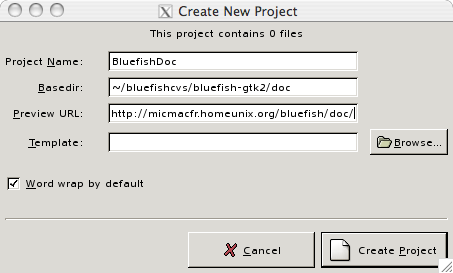 Create New Project
This project contains 0 files
Project Name: BluefishDoc
Basedir: ~/bluefishcvs/bluefish-gtk2/doc
Preview URL: http://micmacfr.homeunix.org/bluefish/doc/
Template: Browse...
Word wrap by default
Cancel Create Project